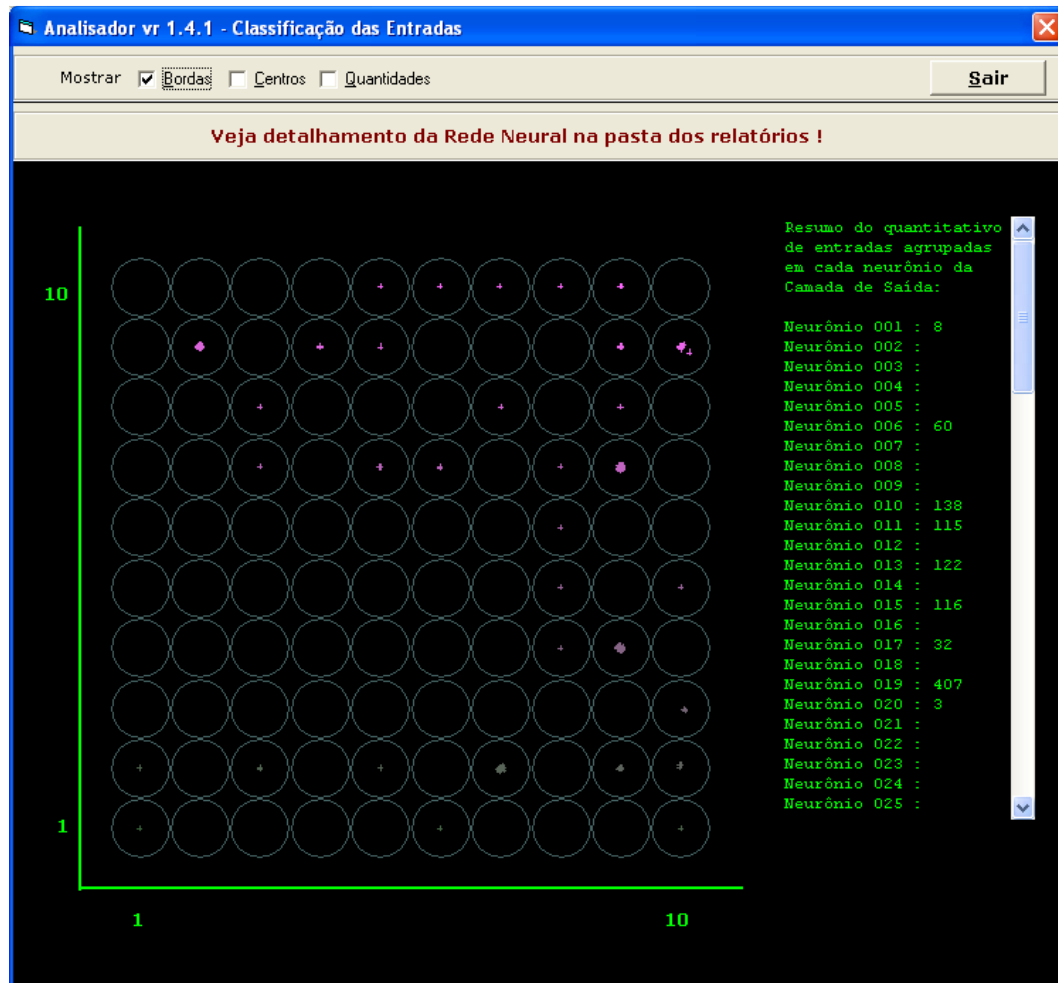 Analisador vr 1.4.1 - Classificação das Entradas
Mostrar Bordas Centros Quantidades Sair
Veja detalhamento da Rede Neural na pasta dos relatórios !
Resumo do quantitativo
de entradas agrupadas
em cada neurônio da
Camada de Saída:
Neurônio 001 : 8
Neurônio 002 :
Neurônio 003 :
Neurônio 004 :
Neurônio 005 :
Neurônio 006 : 60
Neurônio 007 :
Neurônio 008 :
Neurônio 009 :
Neurônio 010 : 138
Neurônio 011 : 115
Neurônio 012 :
Neurônio 013 : 122
Neurônio 014 :
Neurônio 015 : 116
Neurônio 016 :
Neurônio 017 : 32
Neurônio 018 :
Neurônio 019 : 407
Neurônio 020 : 3
Neurônio 021 :
Neurônio 022 :
Neurônio 023 :
Neurônio 024 :
Neurônio 025 :
10
1
1 10